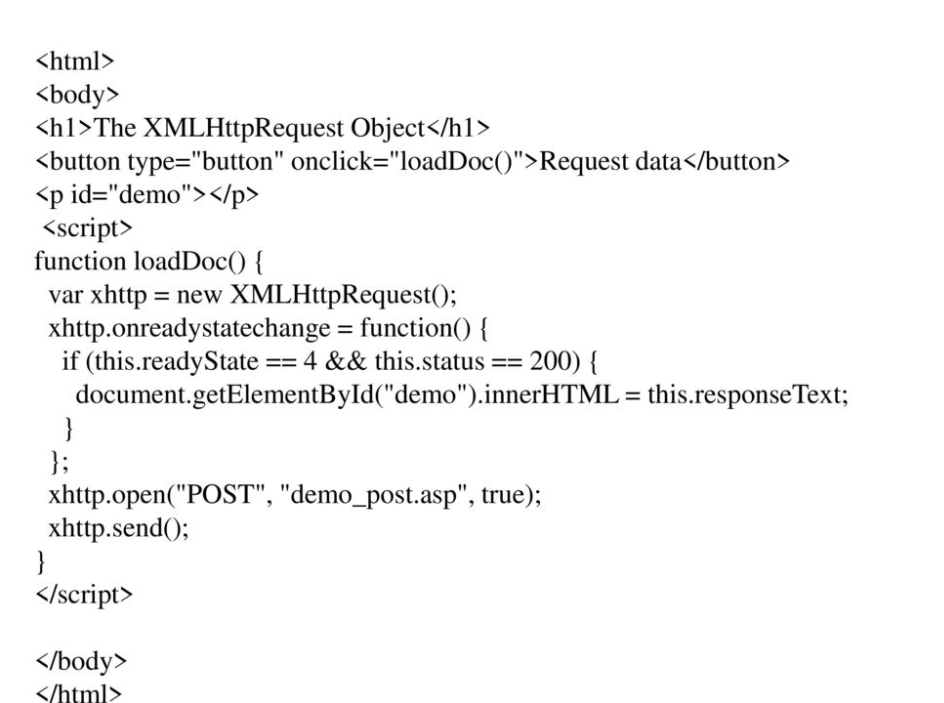 <html>
<body>
<h1>The XMLHttpRequest Object</h1>
<button type="button" onclick="loadDoc()">Request data</button>
<p id="demo"></p>
<script>
function loadDoc() {
var xhttp = new XMLHttpRequest();
xhttp.onreadystatechange = function() {
if (this.readyState == 4 && this.status == 200) {
document.getElementById("demo").innerHTML = this.responseText;
}
};
xhttp.open("POST", "demo_post.asp", true);
xhttp.send();
}
</script>
</body>
</html>